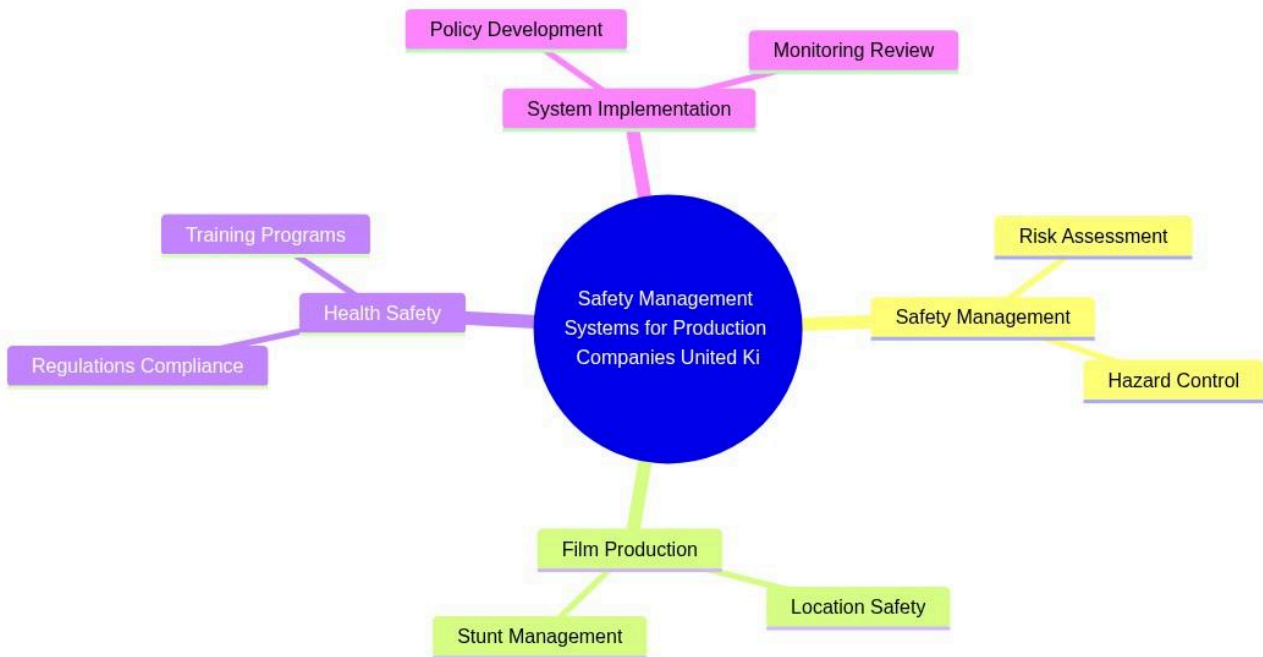 Policy Development
Monitoring Review
System Implementation
Training Programs
Risk Assessment
Health Safety
Safety Management
Systems for Production
Companies United Ki
Safety Management
Regulations Compliance
Hazard Control
Film Production
Location Safety
Stunt Management